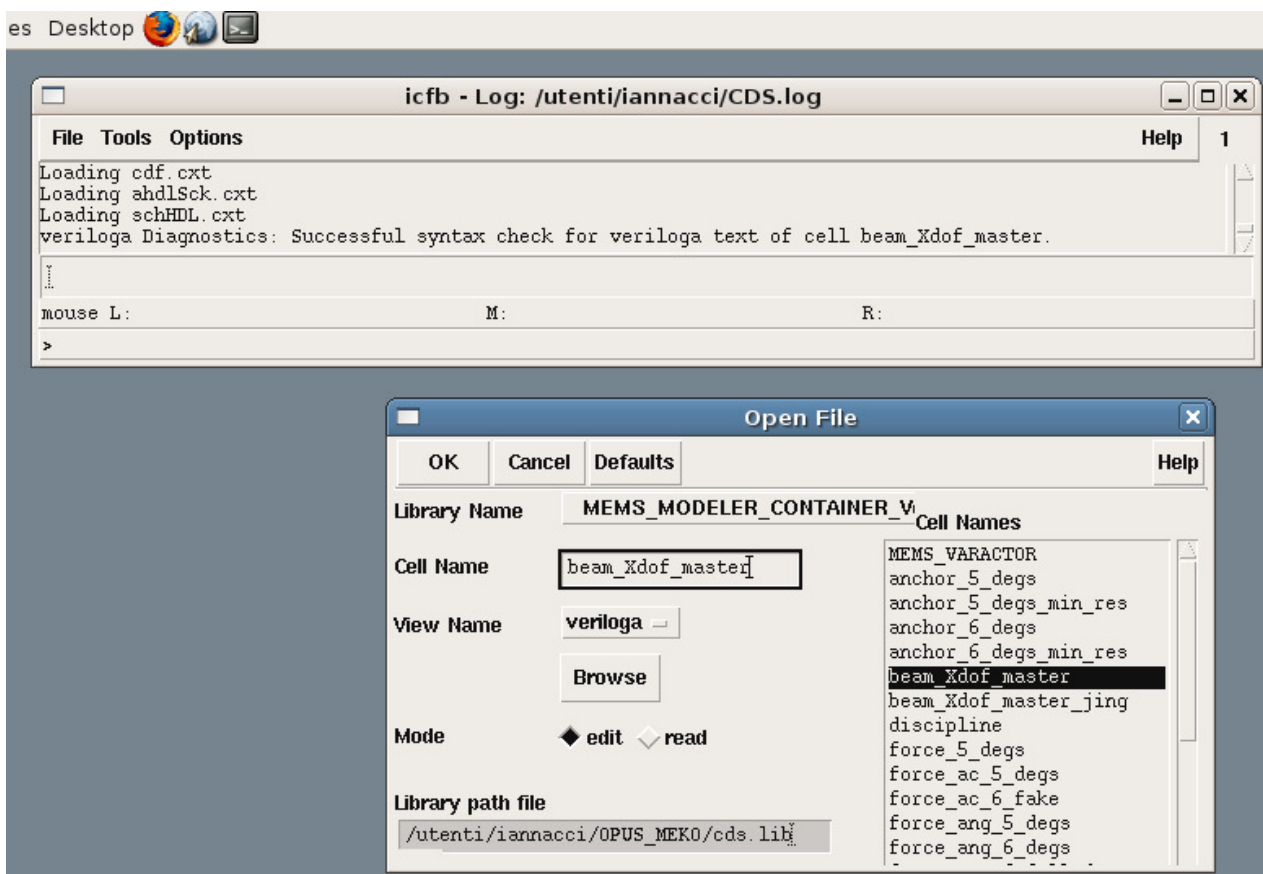 es Desktop
icfb - Log: /utenti/iannacci/CDS.log
File Tools Options Help 1
Loading cdf.cxt
Loading ahdlSck.cxt
Loading schHDL.cxt
veriloga Diagnostics: Successful syntax check for veriloga text of cell beam_Xdof_master.
mouse L: M: R:
>
Open File
OK Cancel Defaults Help
Library Name MEMS_MODELER_CONTAINER_V
Cell Names
Cell Name beam_Xdof_master
View Name veriloga
Browse
Mode edit read
Library path file
/utenti/iannacci/OPUS_MEKO/cds.lib
MEMS_VARACTOR
anchor_5_degs
anchor_5_degs_min_res
anchor_6_degs
anchor_6_degs_min_res
beam_Xdof_master
beam_Xdof_master_jing
discipline
force_5_degs
force_ac_5_degs
force_ac_6_fake
force_ang_5_degs
force_ang_6_degs